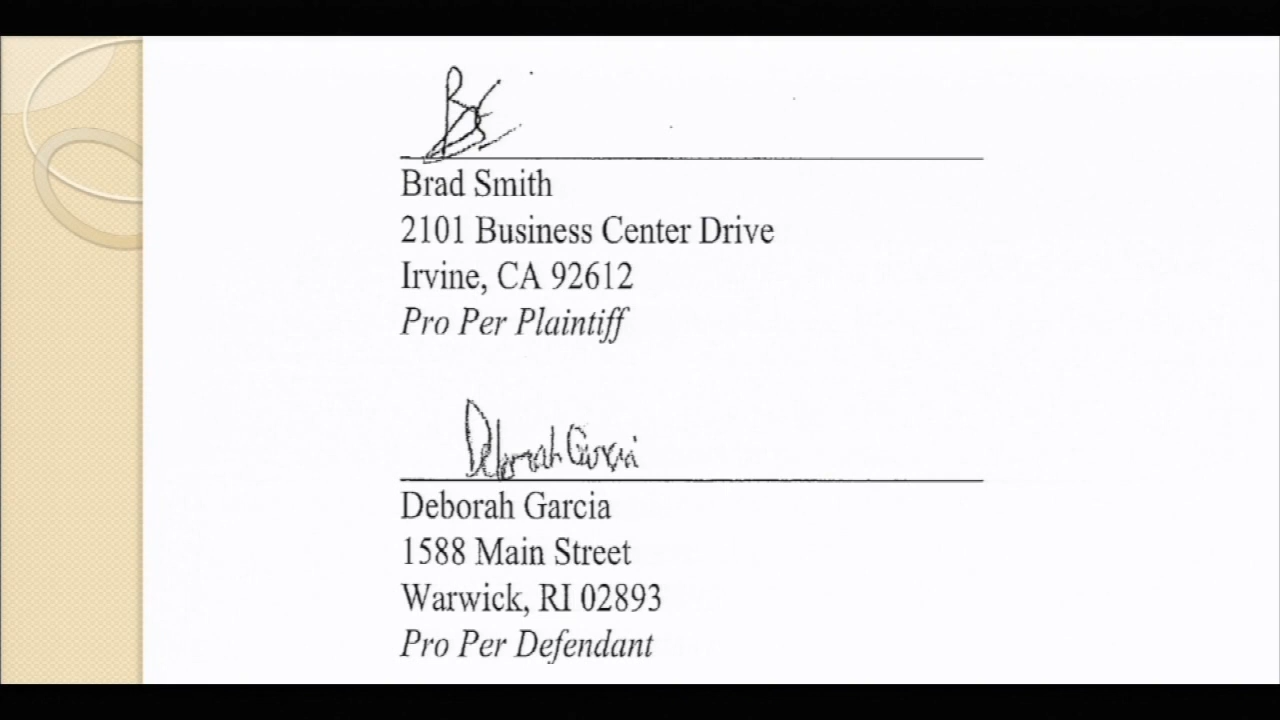 BS
Brad Smith
2101 Business Center Drive
Irvine, CA 92612
Pro Per Plaintiff
Deborah Garcia
Deborah Garcia
1588 Main Street
Warwick, RI 02893
Pro Per Defendant